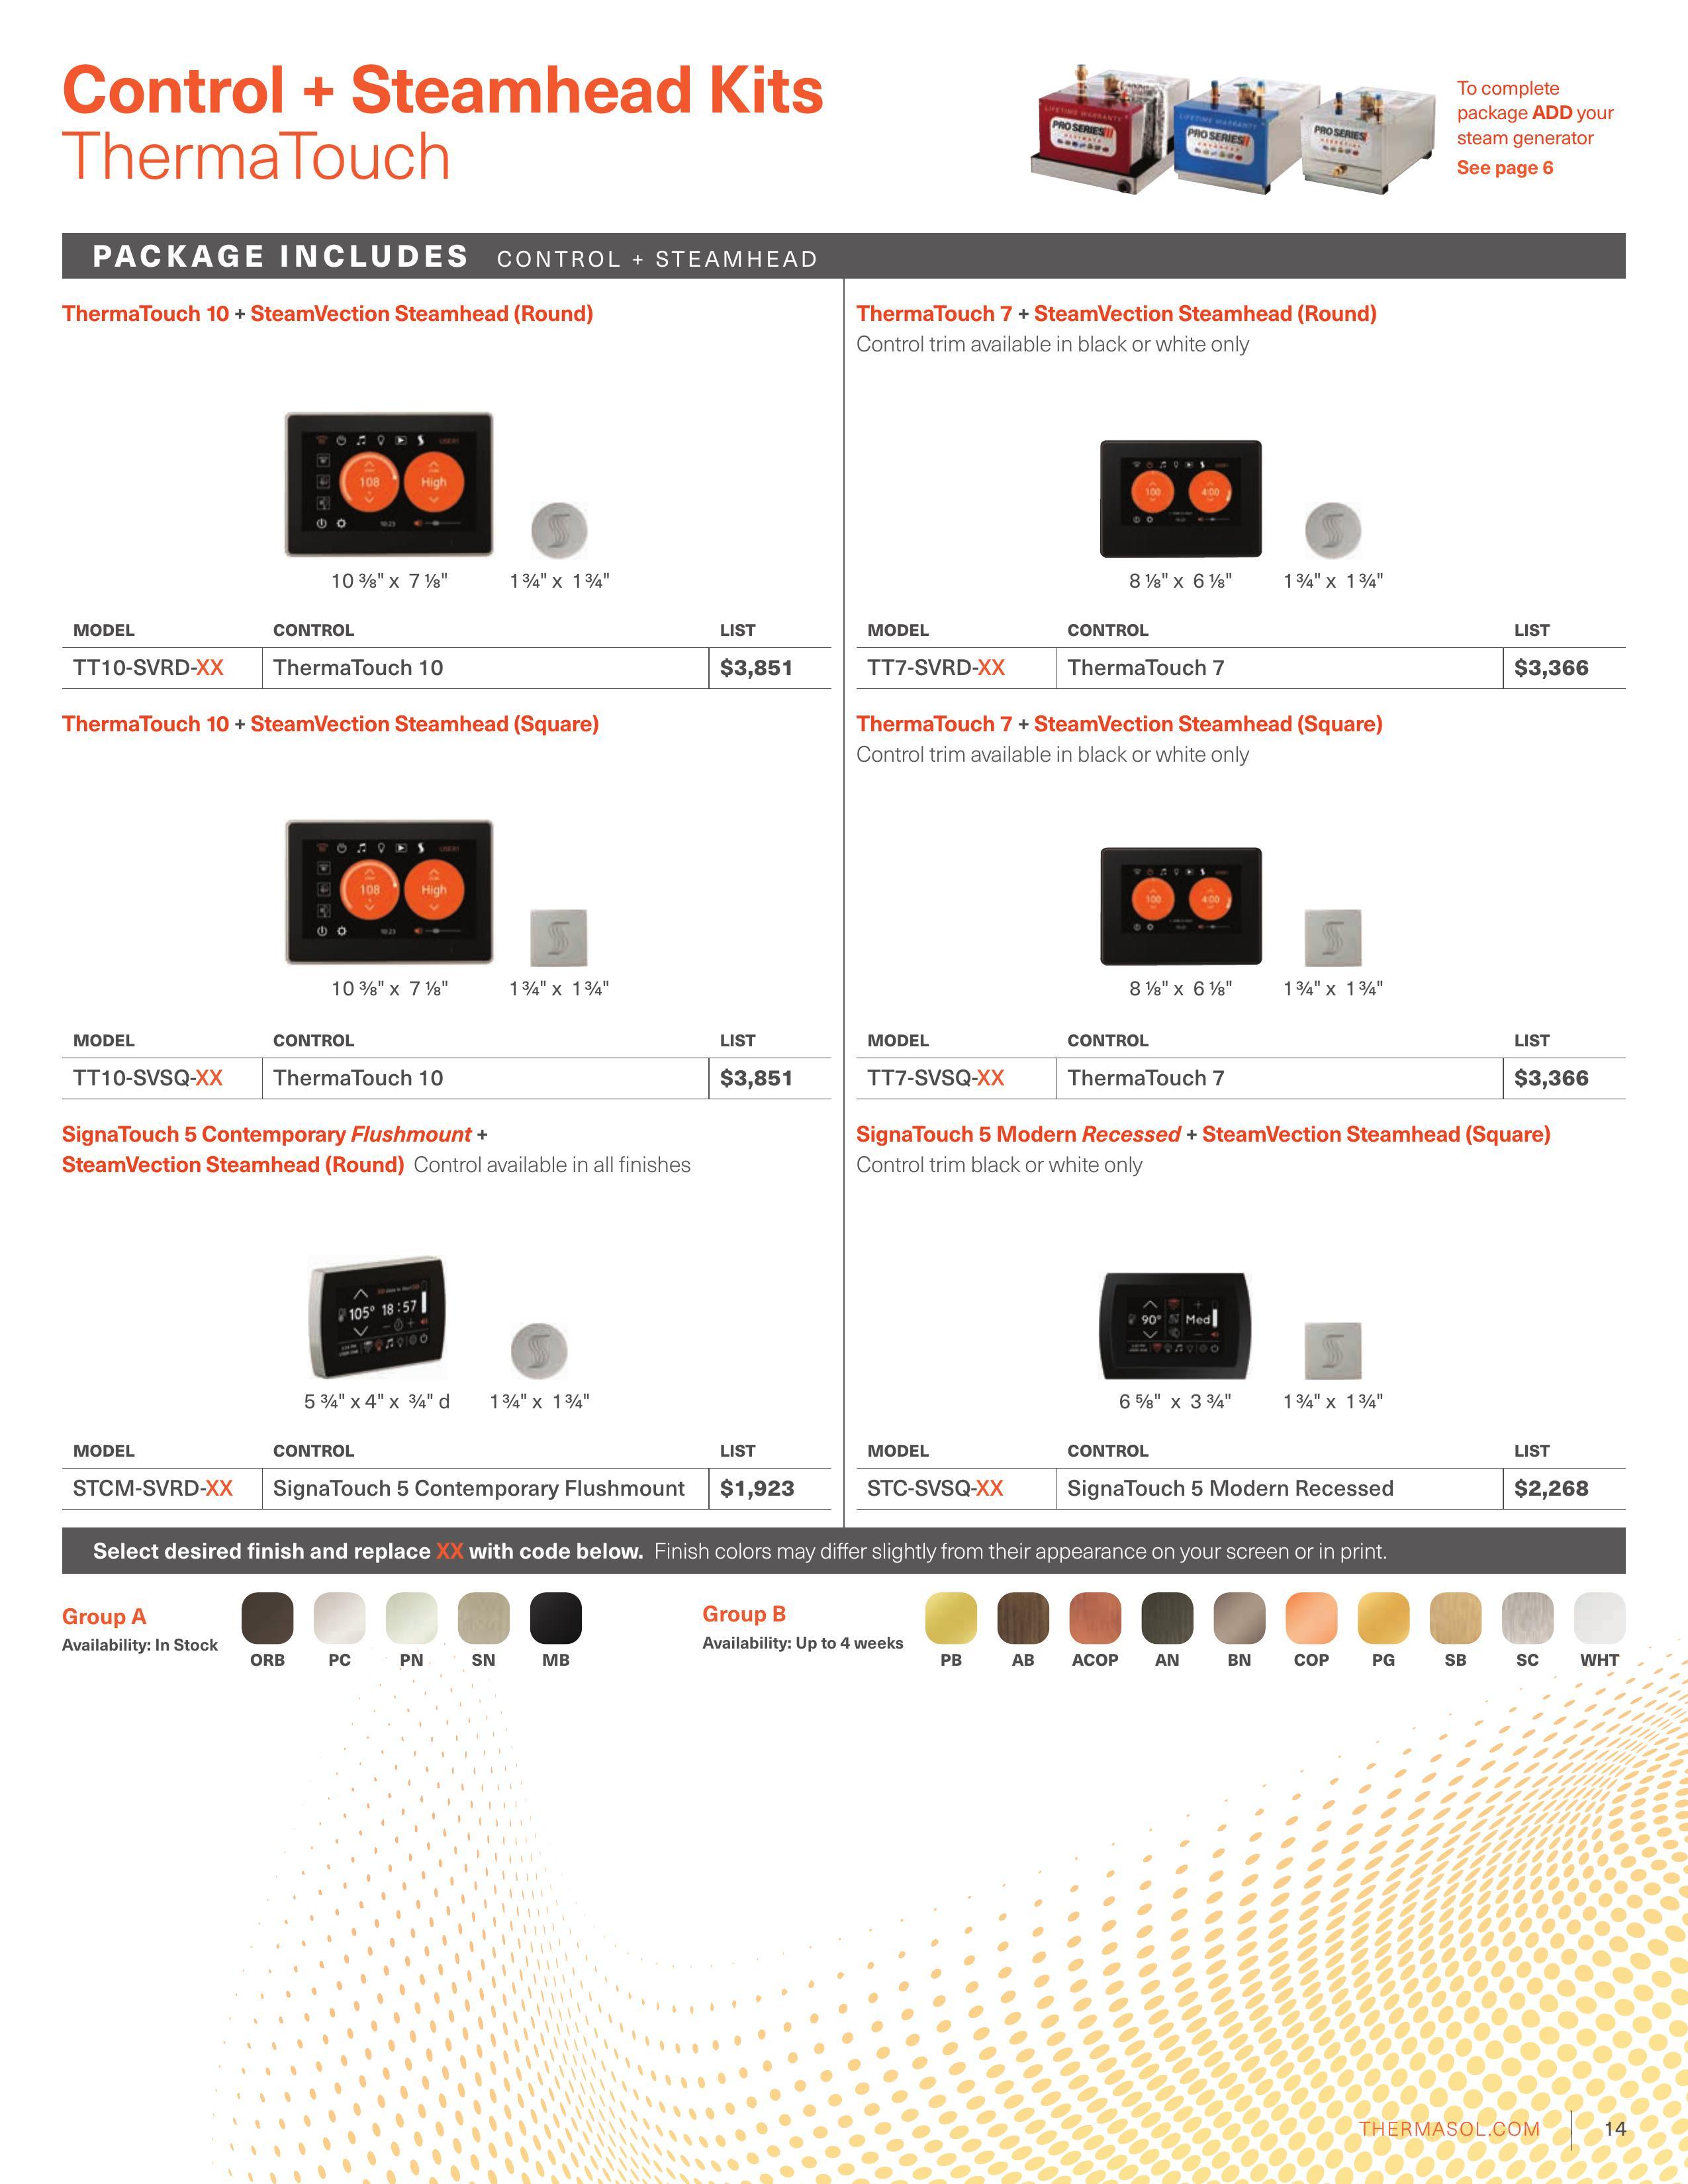 Control + Steamhead Kits
ThermaTouch
LIFETIME WARRANTY
PRO SERIES
LIFETIME WARRANTY
PRO SERIES
PRO SERIES
To complete
package ADD your
steam generator
See page 6
PACKAGE INCLUDES CONTROL + STEAMHEAD
ThermaTouch 10 + SteamVection Steamhead (Round)
108 High
10:23
10 ⅜" x 7 ⅛" 1 ¾" x 1 ¾"
MODEL CONTROL LIST
TT10-SVRD-XX ThermaTouch 10 $3,851
ThermaTouch 7 + SteamVection Steamhead (Round)
Control trim available in black or white only
100 4:00
8 ⅛" x 6 ⅛" 1 ¾" x 1 ¾"
MODEL CONTROL LIST
TT7-SVRD-XX ThermaTouch 7 $3,366
ThermaTouch 10 + SteamVection Steamhead (Square)
108 High
10:23
10 ⅜" x 7 ⅛" 1 ¾" x 1 ¾"
MODEL CONTROL LIST
TT10-SVSQ-XX ThermaTouch 10 $3,851
ThermaTouch 7 + SteamVection Steamhead (Square)
Control trim available in black or white only
100 4:00
8 ⅛" x 6 ⅛" 1 ¾" x 1 ¾"
MODEL CONTROL LIST
TT7-SVSQ-XX ThermaTouch 7 $3,366
SignaTouch 5 Contemporary Flushmount +
SteamVection Steamhead (Round) Control available in all finishes
105° 18:57
5 ¾" x 4" x ¾" d 1 ¾" x 1 ¾"
MODEL CONTROL LIST
STCM-SVRD-XX SignaTouch 5 Contemporary Flushmount $1,923
SignaTouch 5 Modern Recessed + SteamVection Steamhead (Square)
Control trim black or white only
90° Med
6 ⅝" x 3 ¾" 1 ¾" x 1 ¾"
MODEL CONTROL LIST
STC-SVSQ-XX SignaTouch 5 Modern Recessed $2,268
Select desired finish and replace XX with code below. Finish colors may differ slightly from their appearance on your screen or in print.
Group A
Availability: In Stock
ORB PC PN SN MB
Group B
Availability: Up to 4 weeks
PB AB ACOP AN BN COP PG SB SC WHT
THERMASOL.COM 14